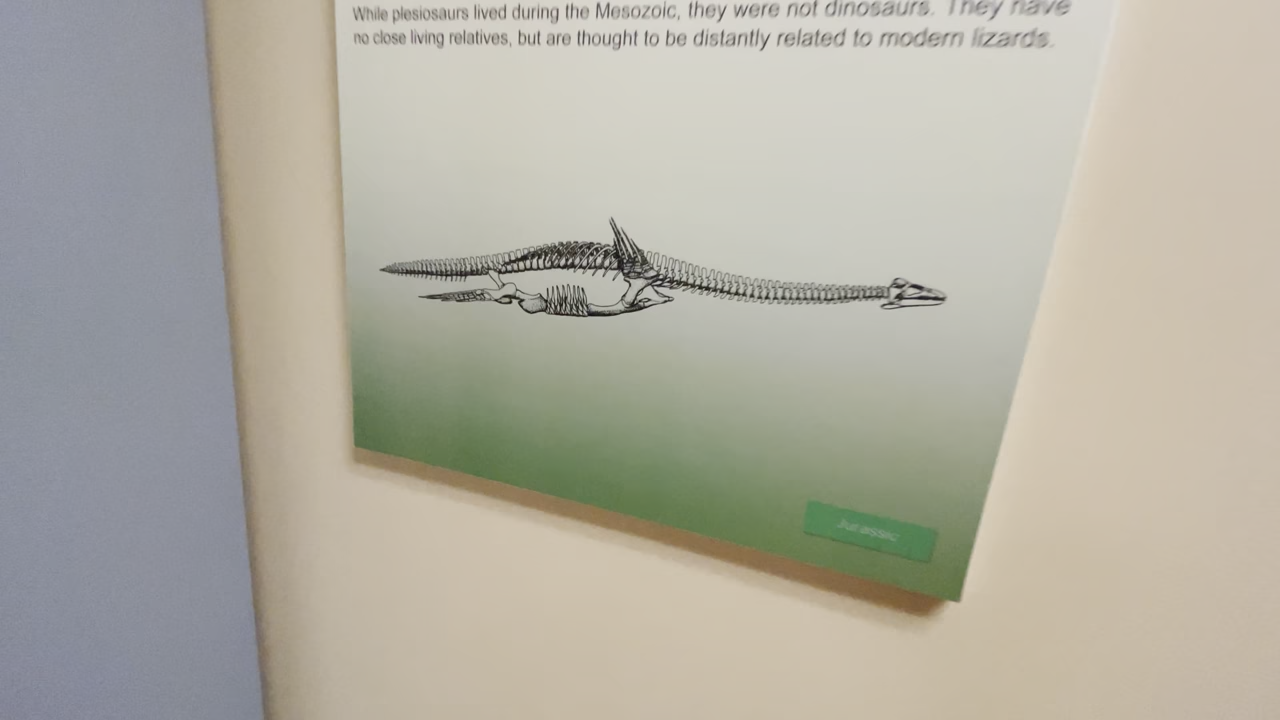 While plesiosaurs lived during the Mesozoic, they were not dinosaurs. They have
no close living relatives, but are thought to be distantly related to modern lizards.
Jurassic